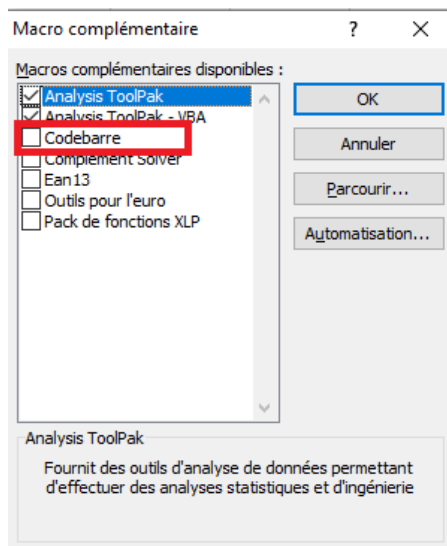 Macro complémentaire ? ×
Macros complémentaires disponibles :
Analysis ToolPak
Analysis ToolPak - VBA
Codebarre
Complément Solver
Ean13
Outils pour l'euro
Pack de fonctions XLP
OK
Annuler
Parcourir...
Automatisation...
Analysis ToolPak
Fournit des outils d'analyse de données permettant
d'effectuer des analyses statistiques et d'ingénierie